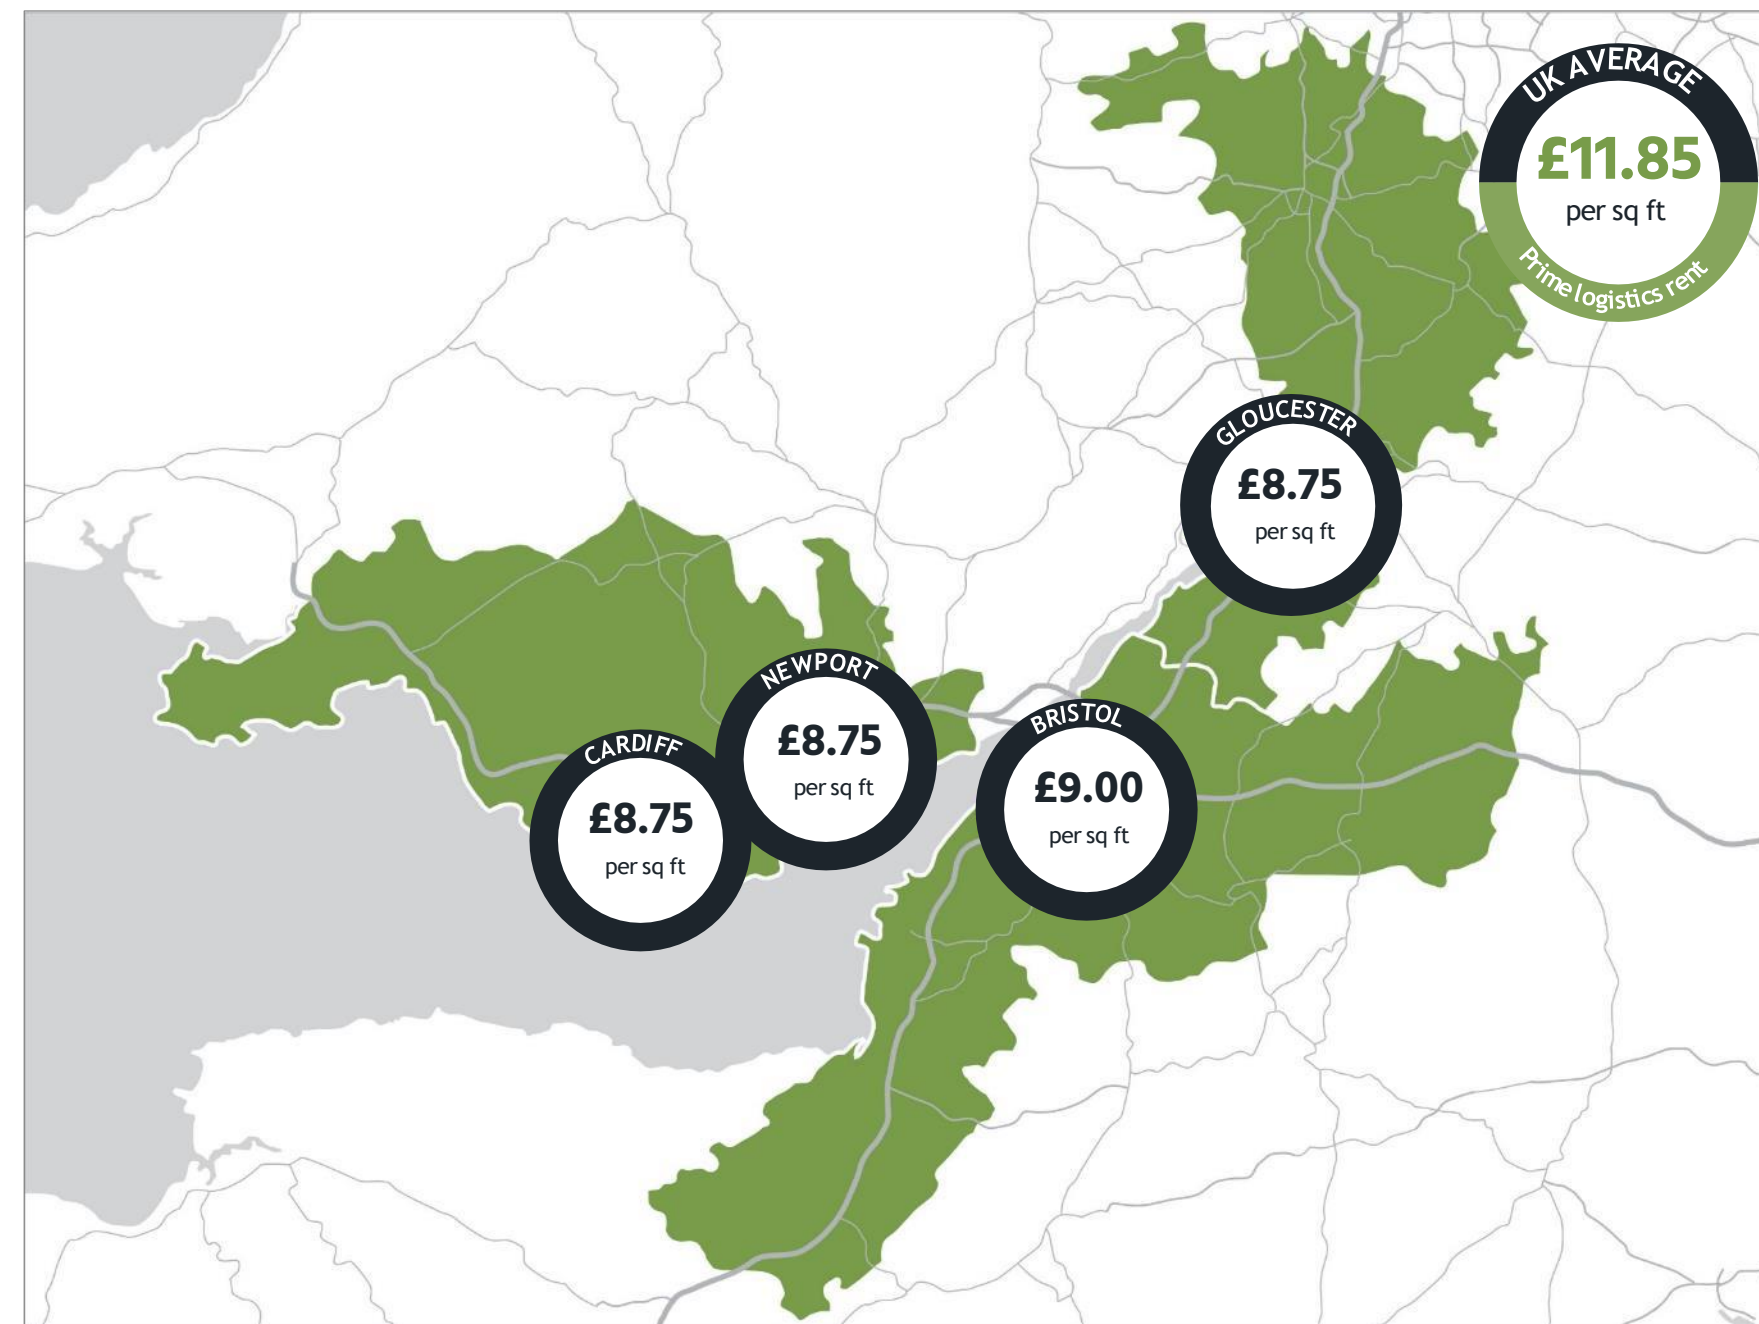 UK AVERAGE
£11.85
per sq ft
Prime logistics rent
GLOUCESTER
£8.75
per sq ft
NEWPORT
£8.75
per sq ft
BRISTOL
£9.00
per sq ft
CARDIFF
£8.75
per sq ft